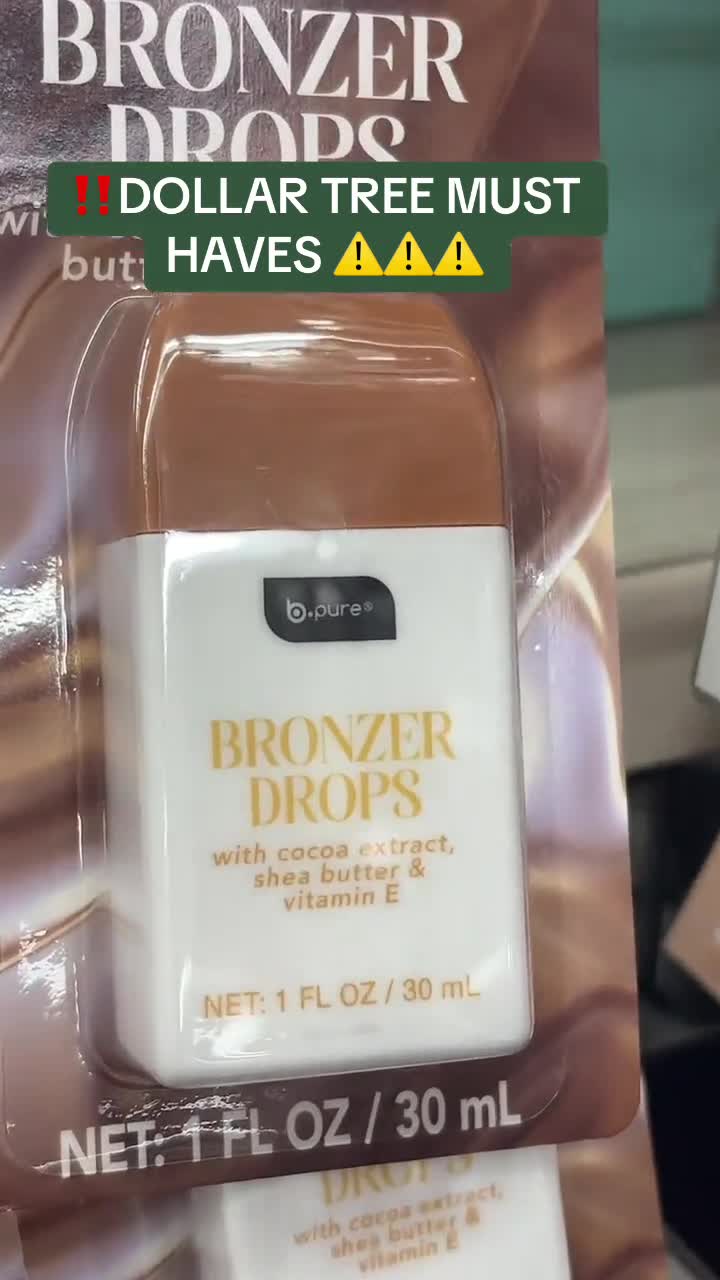 BRONZER
DROPS
‼️DOLLAR TREE MUST
HAVES ⚠️⚠️⚠️
b.pure®
BRONZER
DROPS
with cocoa extract,
shea butter &
vitamin E
NET: 1 FL OZ / 30 mL
NET: 1 FL OZ / 30 mL
DROPS
with cocoa extract,
shea butter &
vitamin E